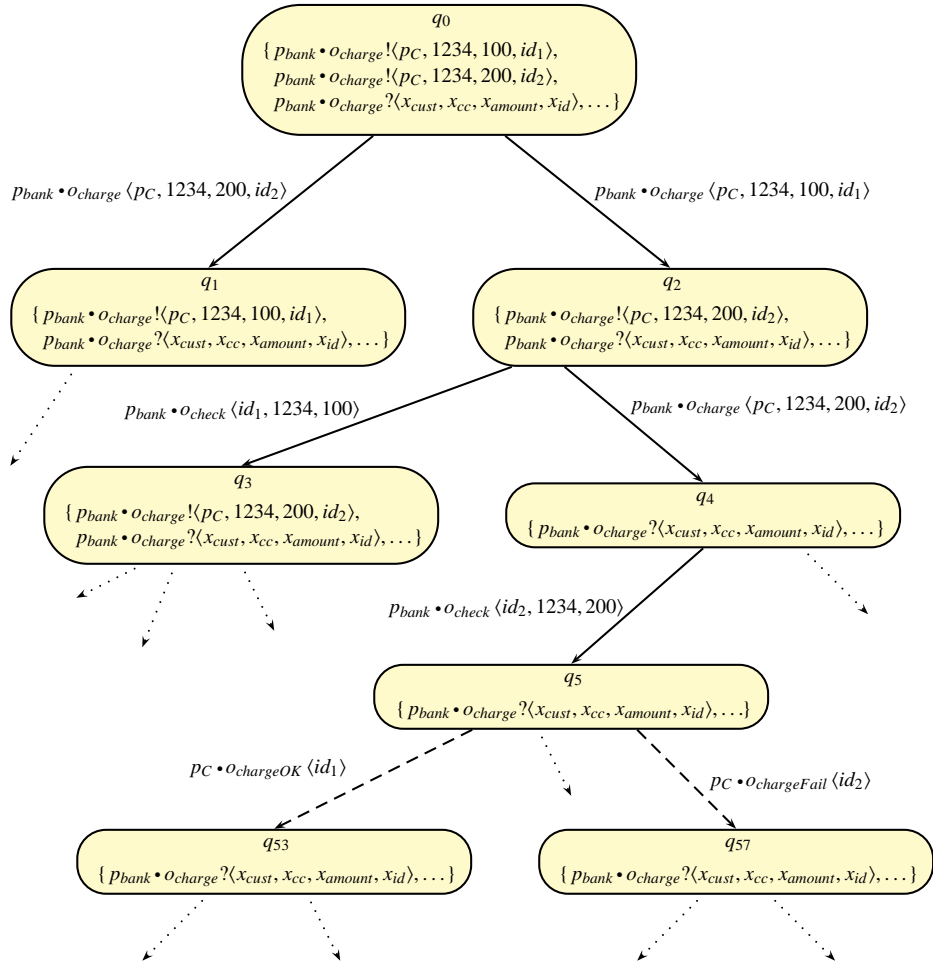 q0
{ pbank • ocharge!⟨pC, 1234, 100, id1⟩,
pbank • ocharge!⟨pC, 1234, 200, id2⟩,
pbank • ocharge?⟨xcust, xcc, xamount, xid⟩, . . . }
pbank • ocharge ⟨pC, 1234, 200, id2⟩
pbank • ocharge ⟨pC, 1234, 100, id1⟩
q1
{ pbank • ocharge!⟨pC, 1234, 100, id1⟩,
pbank • ocharge?⟨xcust, xcc, xamount, xid⟩, . . . }
q2
{ pbank • ocharge!⟨pC, 1234, 200, id2⟩,
pbank • ocharge?⟨xcust, xcc, xamount, xid⟩, . . . }
pbank • ocheck ⟨id1, 1234, 100⟩
pbank • ocharge ⟨pC, 1234, 200, id2⟩
q3
{ pbank • ocharge!⟨pC, 1234, 200, id2⟩,
pbank • ocharge?⟨xcust, xcc, xamount, xid⟩, . . . }
q4
{ pbank • ocharge?⟨xcust, xcc, xamount, xid⟩, . . . }
pbank • ocheck ⟨id2, 1234, 200⟩
q5
{ pbank • ocharge?⟨xcust, xcc, xamount, xid⟩, . . . }
pC • ochargeOK ⟨id1⟩
pC • ochargeFail ⟨id2⟩
q53
{ pbank • ocharge?⟨xcust, xcc, xamount, xid⟩, . . . }
q57
{ pbank • ocharge?⟨xcust, xcc, xamount, xid⟩, . . . }